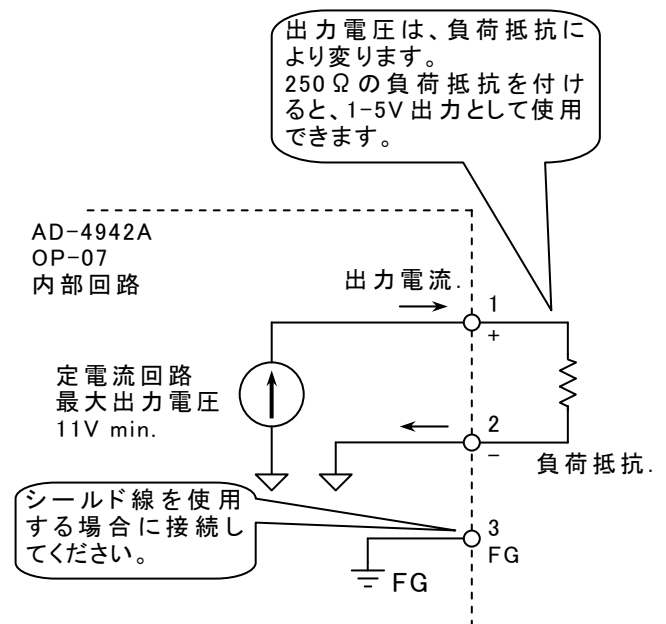 出力電圧は、負荷抵抗に
より変ります。
250Ωの負荷抵抗を付け
ると、1-5V出力として使用
できます。
AD-4942A
OP-07
内部回路
出力電流.
1
+
定電流回路
最大出力電圧
11V min.
2
-
負荷抵抗.
シールド線を使用
する場合に接続し
てください。
3
FG
FG